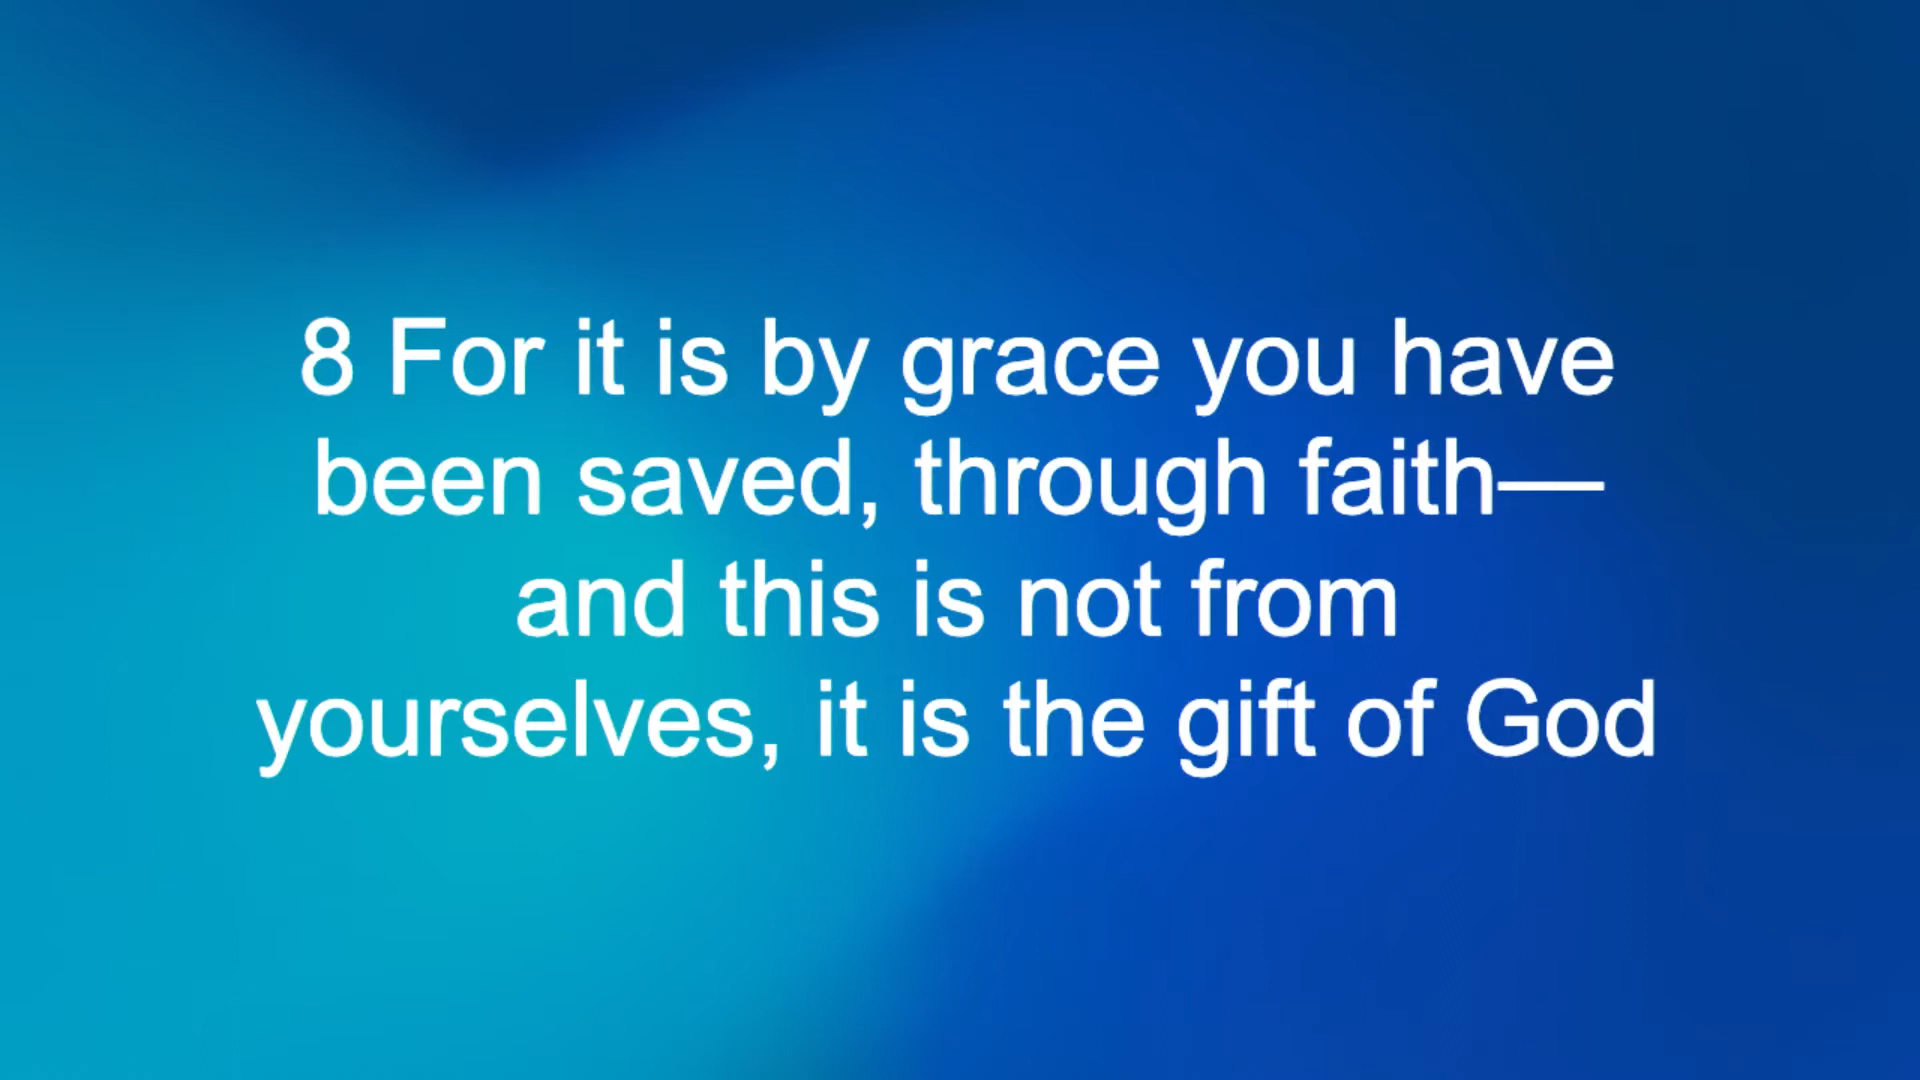 8 For it is by grace you have
been saved, through faith—
and this is not from
yourselves, it is the gift of God